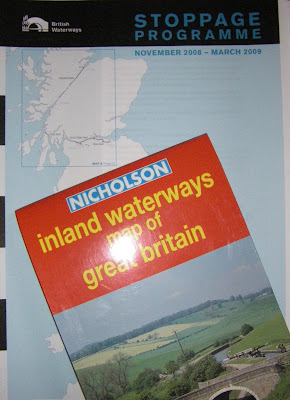 British
Waterways
STOPPAGE
PROGRAMME
NOVEMBER 2008 – MARCH 2009
NICHOLSON
inland waterways
map of
great britain